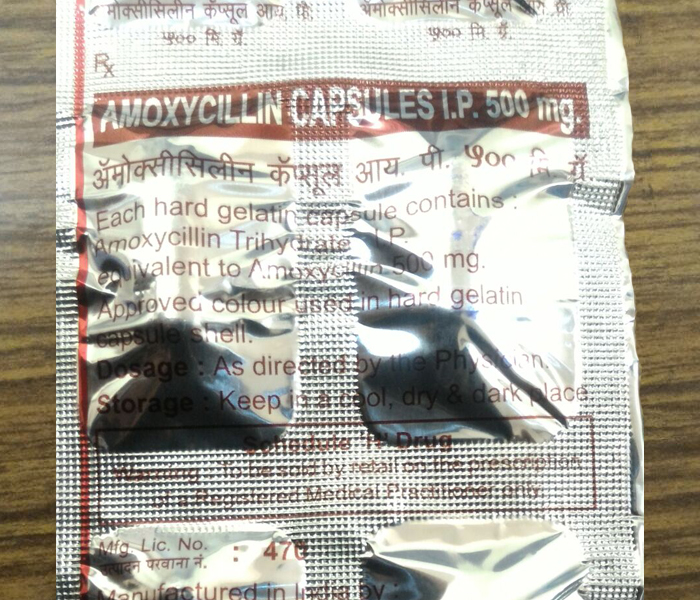 मोक्सीसिलीन कॅप्सूल आय. पी. ॲमोक्सीसिलीन कॅप्सूल
५०० मि. ग्रॅ. ५०० मि. ग्रॅ.
Rx
AMOXYCILLIN CAPSULES I.P. 500 mg.
ॲमोक्सीसिलीन कॅप्सूल आय. पी. ५०० मि. ग्रॅ
Each hard gelatin capsule contains :
Amoxycillin Trihydrate I.P.
equivalent to Amoxycillin 500 mg.
Approved colour used in hard gelatin
capsule shell.
Dosage : As directed by the Physician.
Storage : Keep in a cool, dry & dark place
Schedule 'H' Drug
Warning : To be sold by retail on the prescription
of a Registered Medical Practitioner only.
Mfg. Lic. No. : 476
उत्पादन परवाना नं.
Manufactured in India by :